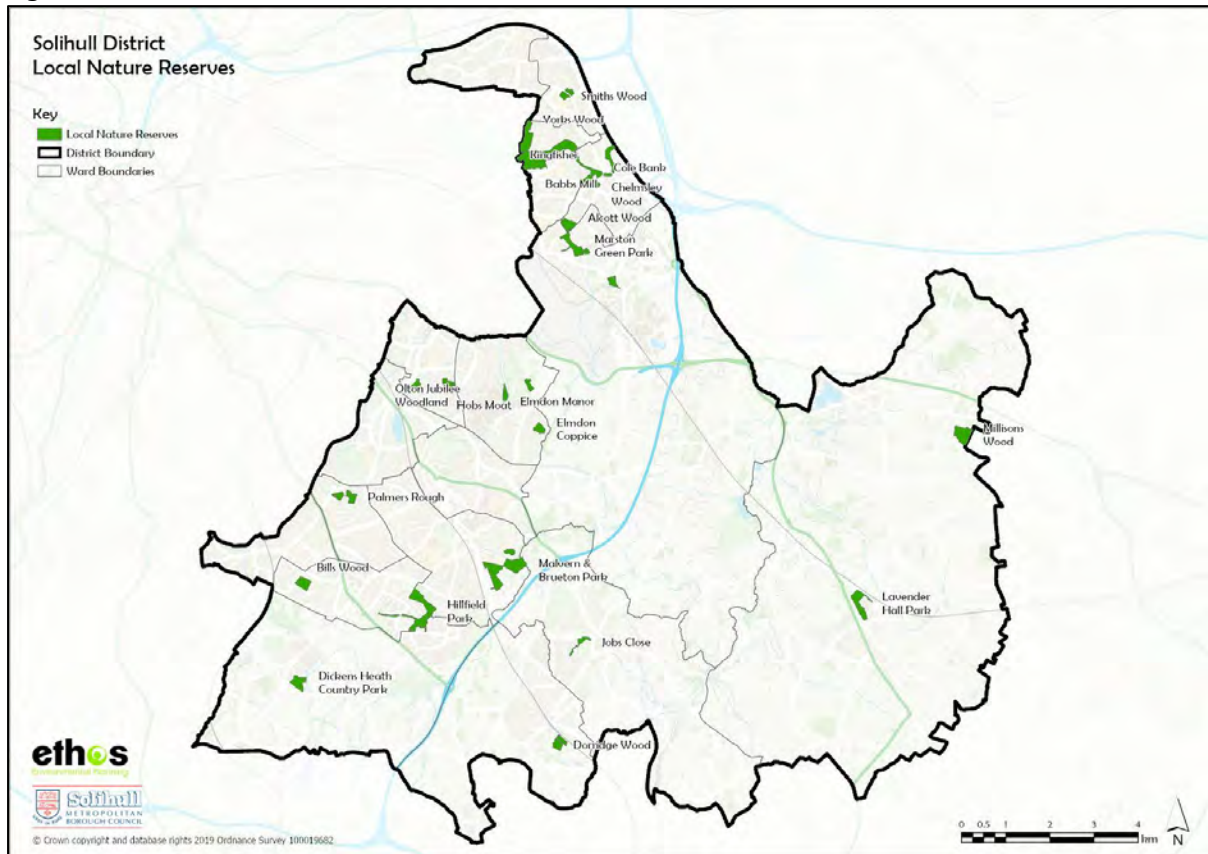 Solihull District
Local Nature Reserves
Key
Local Nature Reserves
District Boundary
Ward Boundaries
Smiths Wood
Yorks Wood
Kingfisher
Cole Bank
Babbs Mill
Chelmsley
Wood
Alcott Wood
Marston
Green Park
Olton Jubilee
Woodland
Hobs Moat
Elmdon Manor
Elmdon
Coppice
Millisons
Wood
Palmers Rough
Malvern &
Brueton Park
Bills Wood
Hillfield
Park
Lavender
Hall Park
Jobs Close
Dickens Heath
Country Park
Dorridge Wood
ethos
Environmental Planning
Solihull
METROPOLITAN
BOROUGH COUNCIL
© Crown copyright and database rights 2019 Ordnance Survey 100019682
0 0.5 1 2 3 4
km
N